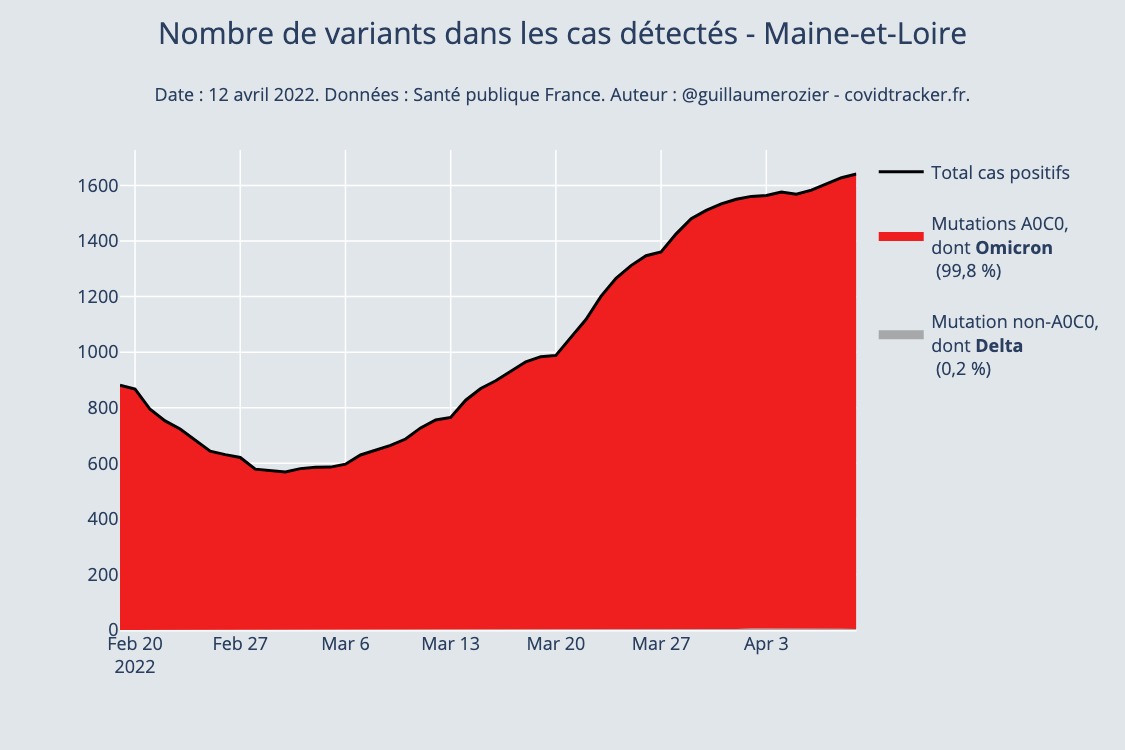 Nombre de variants dans les cas détectés - Maine-et-Loire
Date : 12 avril 2022. Données : Santé publique France. Auteur : @guillaumerozier - covidtracker.fr.
1600
1400
1200
1000
800
600
400
200
0
Feb 20
2022
Feb 27
Mar 6
Mar 13
Mar 20
Mar 27
Apr 3
Total cas positifs
Mutations A0C0,
dont Omicron
(99,8 %)
Mutation non-A0C0,
dont Delta
(0,2 %)